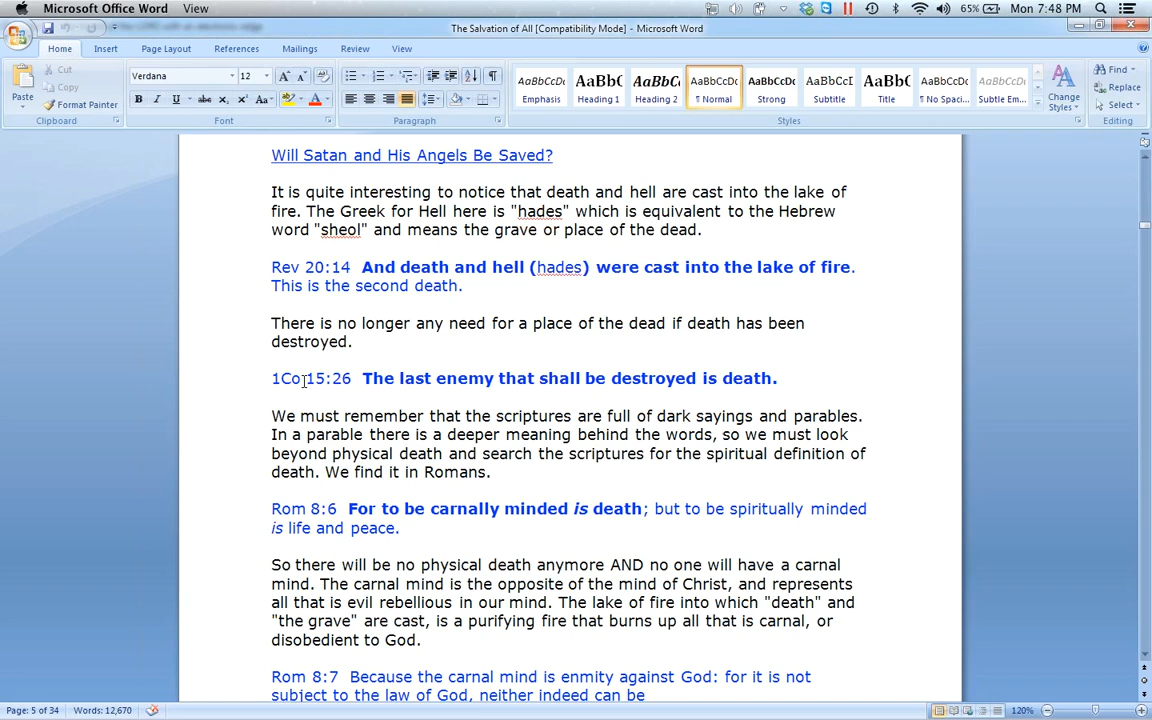 Microsoft Office Word View
65% Mon 7:48 PM
The Salvation of All [Compatibility Mode] - Microsoft Word
Home Insert Page Layout References Mailings Review View
Cut
Copy
Format Painter
Paste
Clipboard
Verdana 12
Font
Paragraph
AaBbCcDc AaBb( AaBbCc AaBbCcDc AaBbCcDc AaBbCcI AaBb( AaBbCcDc AaBbCcDc
Emphasis Heading 1 Heading 2 ¶ Normal Strong Subtitle Title ¶ No Spaci... Subtle Em...
Change
Styles
Styles
Find
Replace
Select
Editing
Will Satan and His Angels Be Saved?
It is quite interesting to notice that death and hell are cast into the lake of
fire. The Greek for Hell here is "hades" which is equivalent to the Hebrew
word "sheol" and means the grave or place of the dead.
Rev 20:14 And death and hell (hades) were cast into the lake of fire.
This is the second death.
There is no longer any need for a place of the dead if death has been
destroyed.
1Co 15:26 The last enemy that shall be destroyed is death.
We must remember that the scriptures are full of dark sayings and parables.
In a parable there is a deeper meaning behind the words, so we must look
beyond physical death and search the scriptures for the spiritual definition of
death. We find it in Romans.
Rom 8:6 For to be carnally minded is death; but to be spiritually minded
is life and peace.
So there will be no physical death anymore AND no one will have a carnal
mind. The carnal mind is the opposite of the mind of Christ, and represents
all that is evil rebellious in our mind. The lake of fire into which "death" and
"the grave" are cast, is a purifying fire that burns up all that is carnal, or
disobedient to God.
Rom 8:7 Because the carnal mind is enmity against God: for it is not
subject to the law of God, neither indeed can be
Page: 5 of 34 Words: 12,670 120%